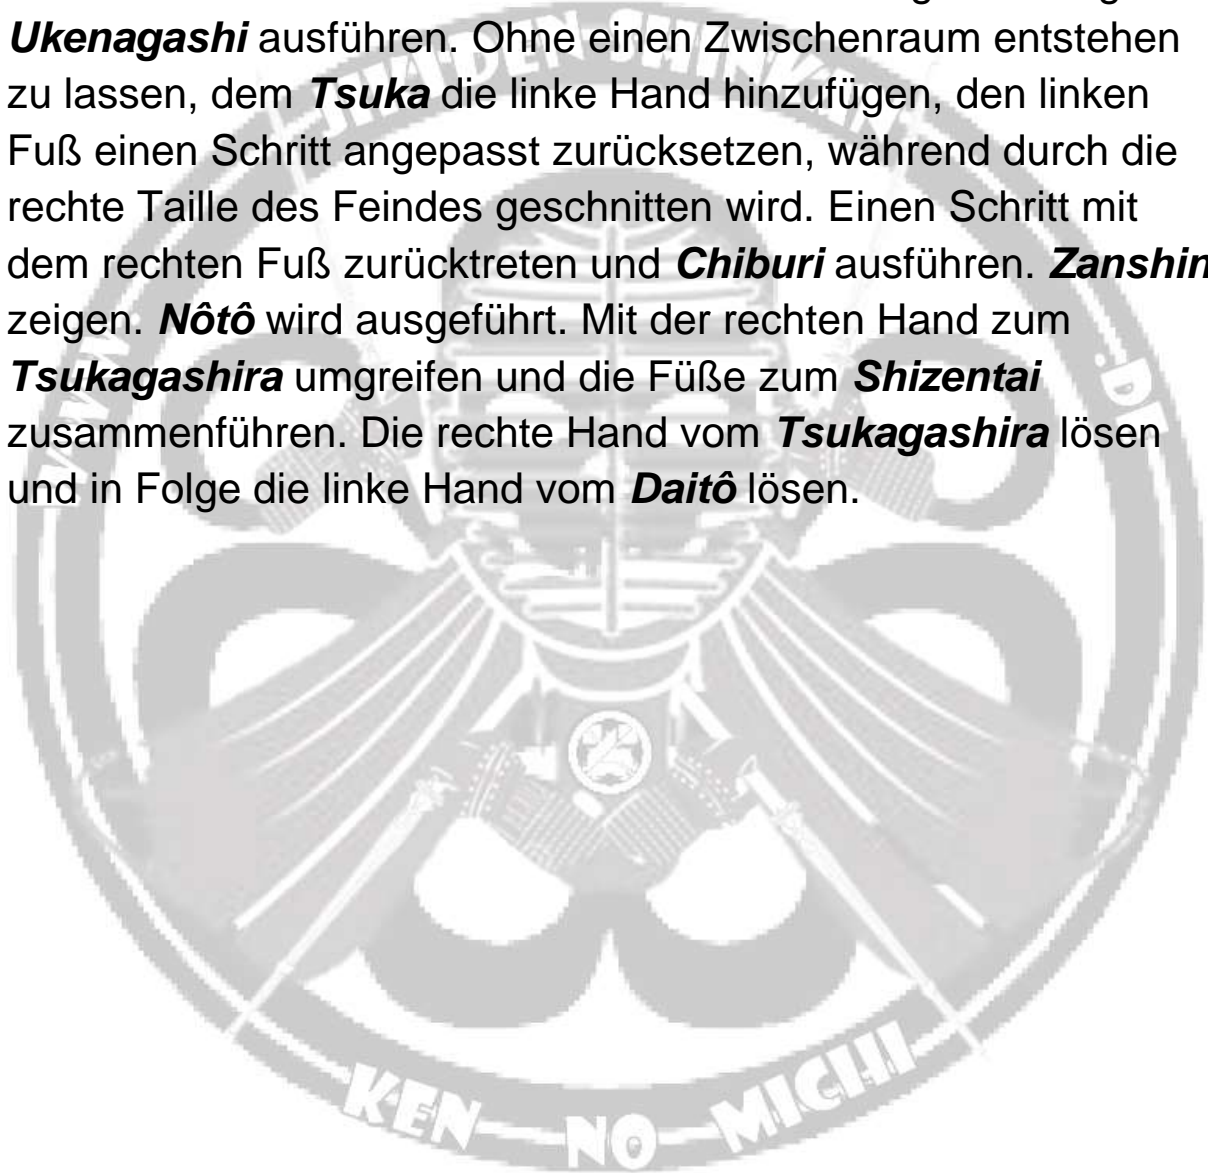 Ukenagashi ausführen. Ohne einen Zwischenraum entstehen
zu lassen, dem Tsuka die linke Hand hinzufügen, den linken
Fuß einen Schritt angepasst zurücksetzen, während durch die
rechte Taille des Feindes geschnitten wird. Einen Schritt mit
dem rechten Fuß zurücktreten und Chiburi ausführen. Zanshin
zeigen. Nôtô wird ausgeführt. Mit der rechten Hand zum
Tsukagashira umgreifen und die Füße zum Shizentai
zusammenführen. Die rechte Hand vom Tsukagashira lösen
und in Folge die linke Hand vom Daitô lösen.
WWW
.DE
KEN NO MICHI